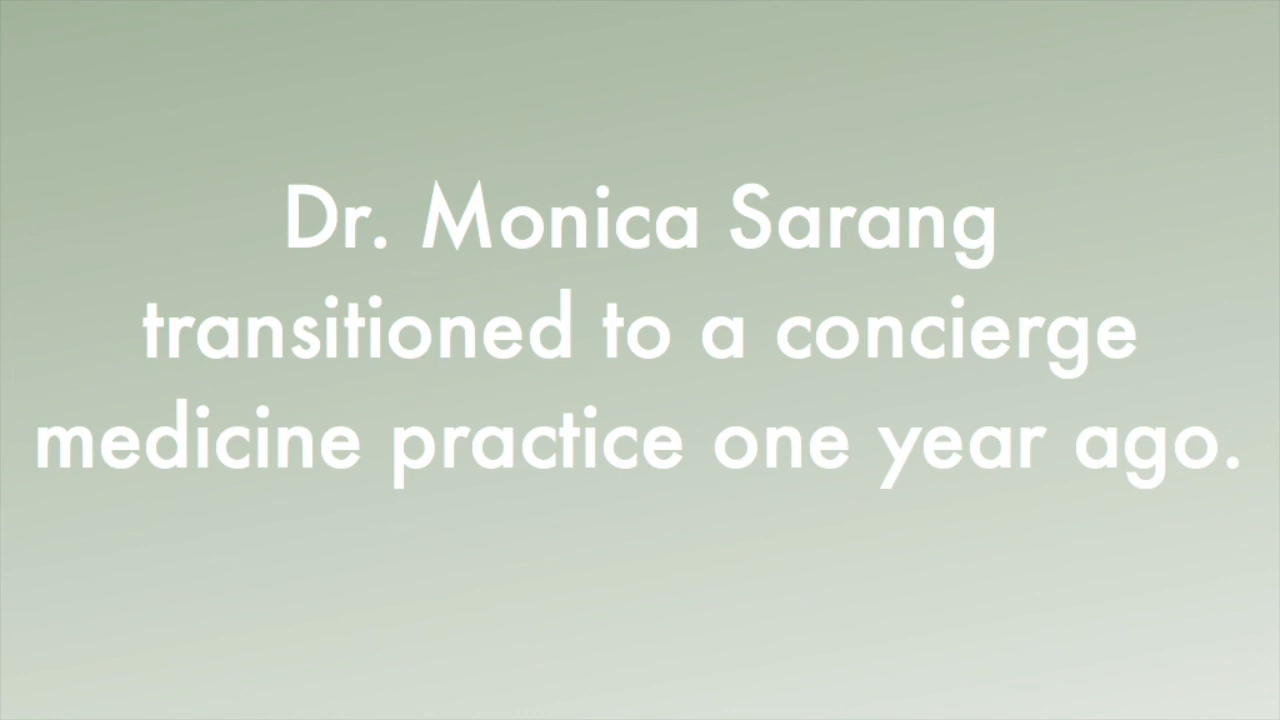 Dr. Monica Sarang
transitioned to a concierge
medicine practice one year ago.